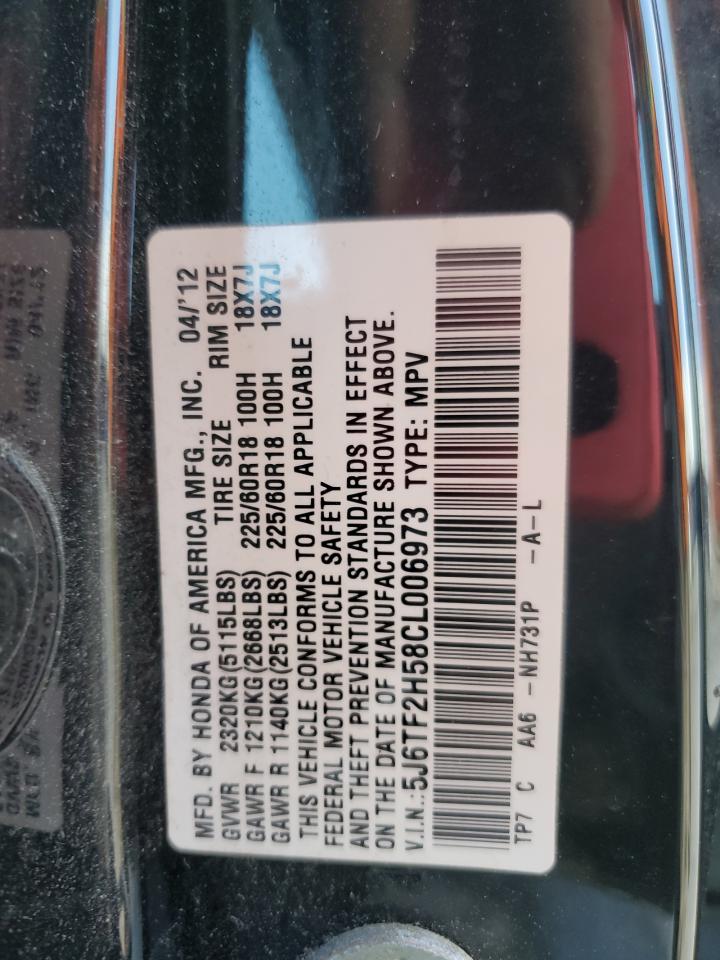 MFD. BY HONDA OF AMERICA MFG., INC. 04/'12
GVWR 2320KG(5115LBS) TIRE SIZE RIM SIZE
GAWR F 1210KG(2668LBS) 225/60R18 100H 18X7J
GAWR R 1140KG(2513LBS) 225/60R18 100H 18X7J
THIS VEHICLE CONFORMS TO ALL APPLICABLE
FEDERAL MOTOR VEHICLE SAFETY
AND THEFT PREVENTION STANDARDS IN EFFECT
ON THE DATE OF MANUFACTURE SHOWN ABOVE.
V.I.N.:5J6TF2H58CL006973 TYPE: MPV
TP7 C AA6 -NH731P -A-L